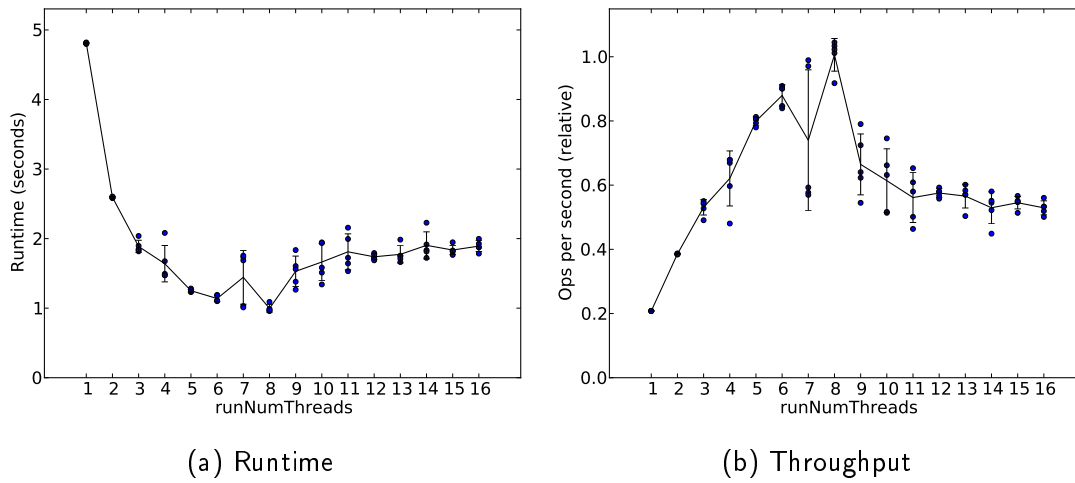 Runtime (seconds)
5
4
3
2
1
0
1 2 3 4 5 6 7 8 9 10 11 12 13 14 15 16
runNumThreads
(a) Runtime
Ops per second (relative)
1.0
0.8
0.6
0.4
0.2
0.0
1 2 3 4 5 6 7 8 9 10 11 12 13 14 15 16
runNumThreads
(b) Throughput